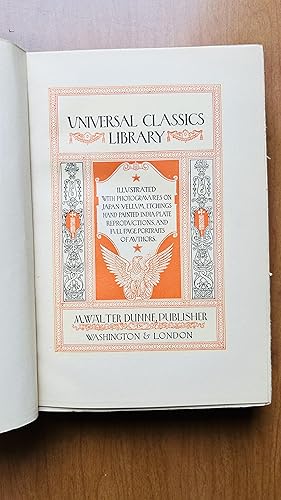 UNIVERSAL CLASSICS
LIBRARY
ILLUSTRATED
WITH PHOTOGRAVURES ON
JAPAN VELLUM, ETCHINGS
HAND PAINTED INDIA PLATE
REPRODUCTIONS, AND
FULL PAGE PORTRAITS
OF AUTHORS.
M. WALTER DUNNE, PUBLISHER
WASHINGTON & LONDON